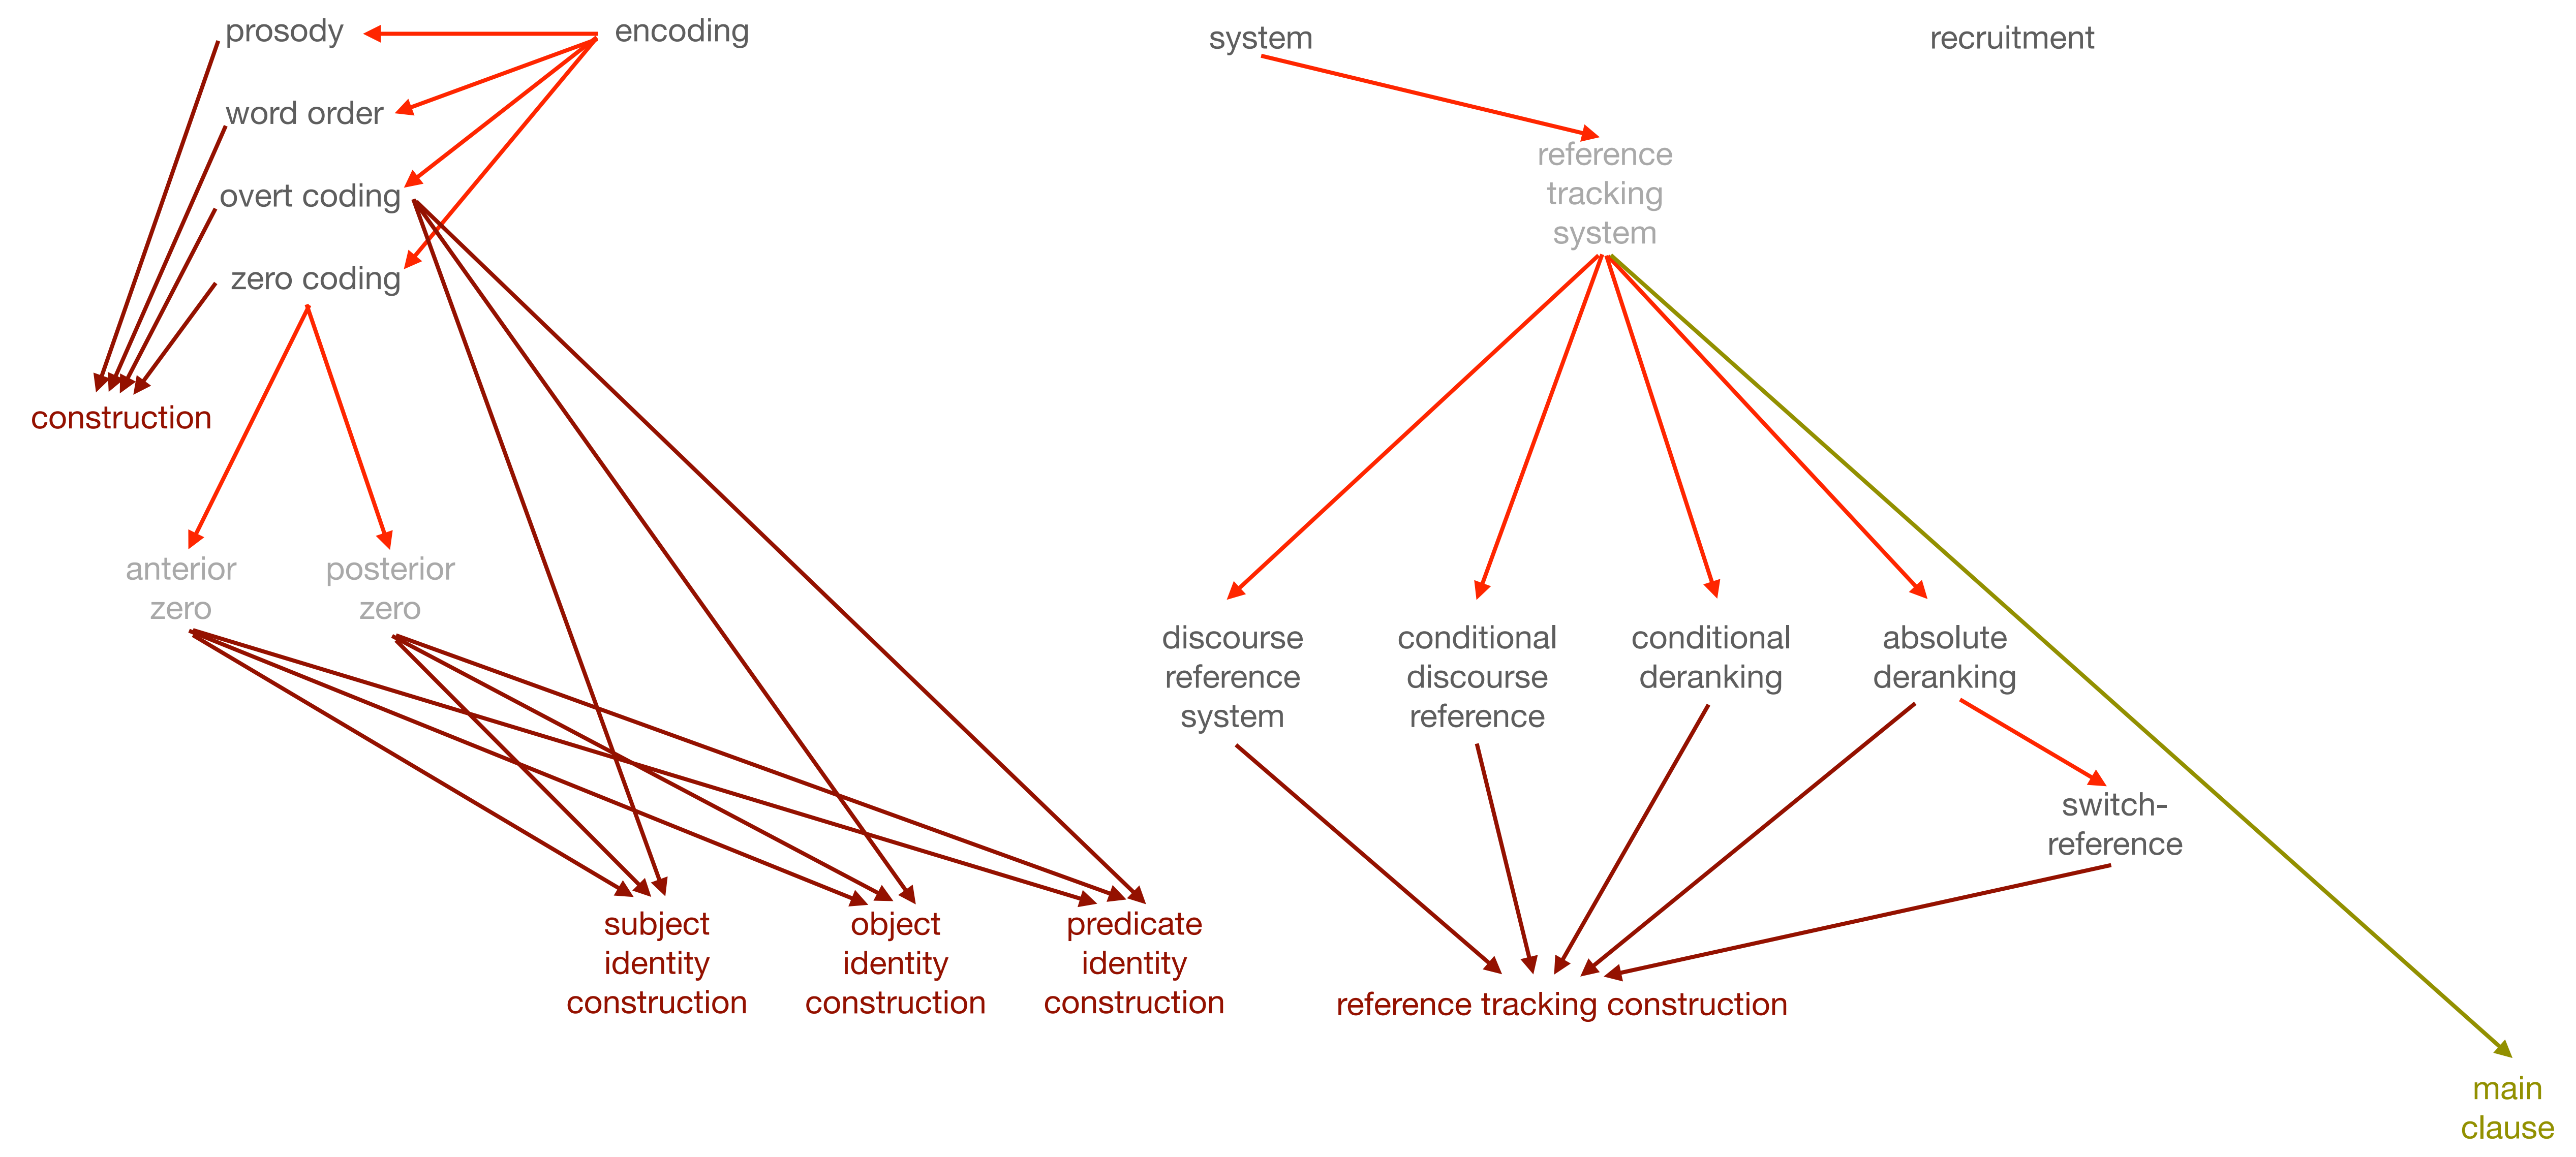 prosody
encoding
system
recruitment
word order
reference
tracking
system
overt coding
zero coding
construction
anterior
zero
posterior
zero
discourse
reference
system
conditional
discourse
reference
conditional
deranking
absolute
deranking
switch-
reference
subject
identity
construction
object
identity
construction
predicate
identity
construction
reference tracking construction
main
clause